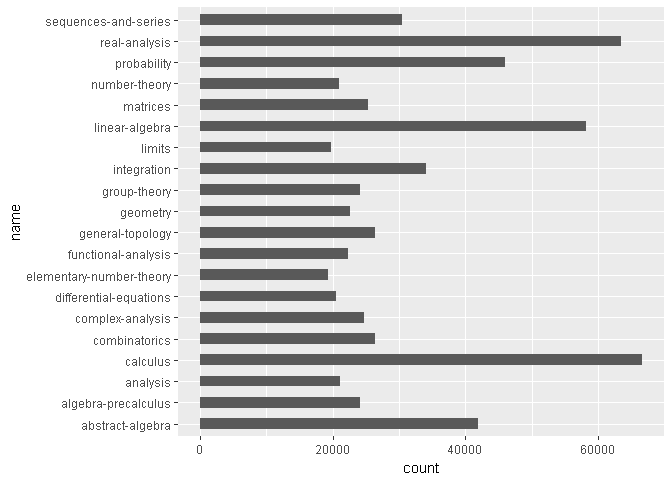 sequences-and-series
real-analysis
probability
number-theory
matrices
linear-algebra
limits
integration
group-theory
geometry
general-topology
functional-analysis
elementary-number-theory
differential-equations
complex-analysis
combinatorics
calculus
analysis
algebra-precalculus
abstract-algebra
name
0 20000 40000 60000
count